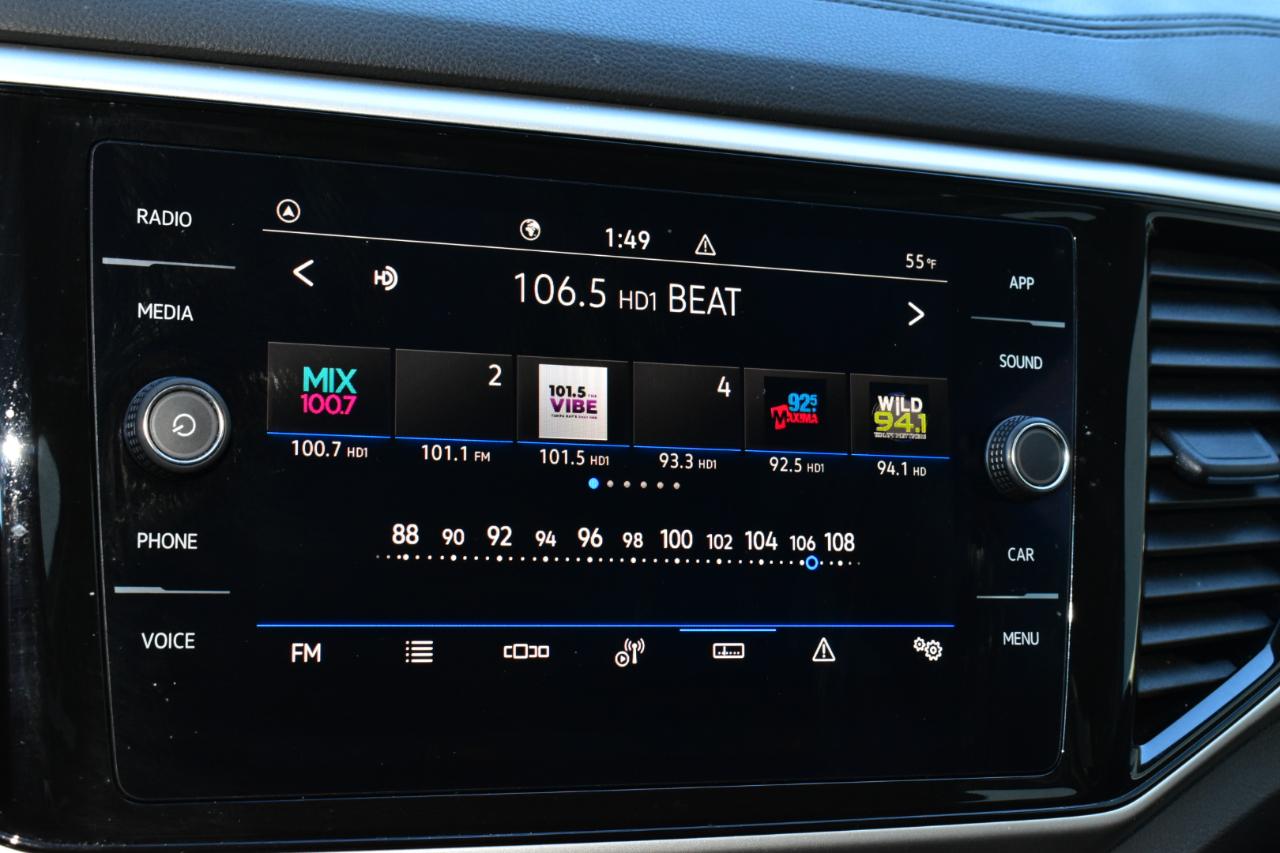 RADIO
MEDIA
PHONE
VOICE
1:49
55°F
HD
106.5 HD1 BEAT
MIX
100.7
2
101.5 THE
VIBE
4
92.5
MAXIMA
WiLD
94.1
100.7 HD1
101.1 FM
101.5 HD1
93.3 HD1
92.5 HD1
94.1 HD
88 90 92 94 96 98 100 102 104 106 108
FM
APP
SOUND
CAR
MENU